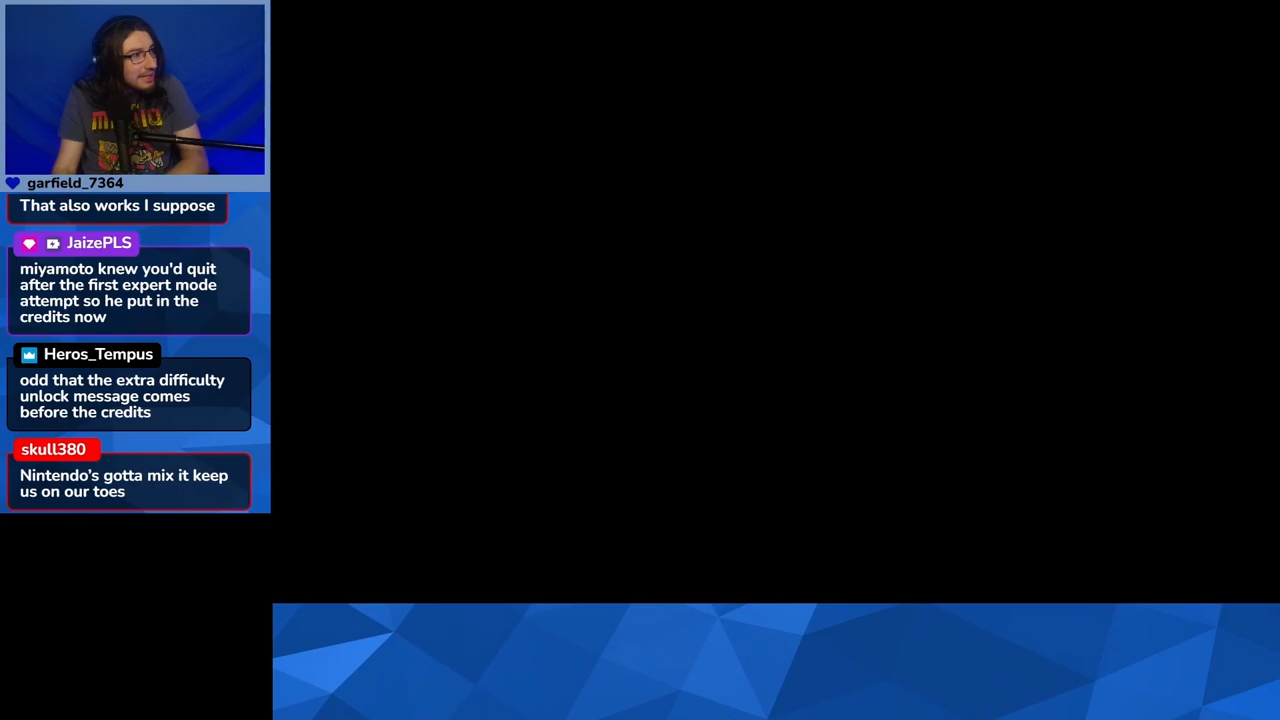 garfield_7364
That also works I suppose
JaizePLS
miyamoto knew you'd quit
after the first expert mode
attempt so he put in the
credits now
Heros_Tempus
odd that the extra difficulty
unlock message comes
before the credits
skull380
Nintendo's gotta mix it keep
us on our toes